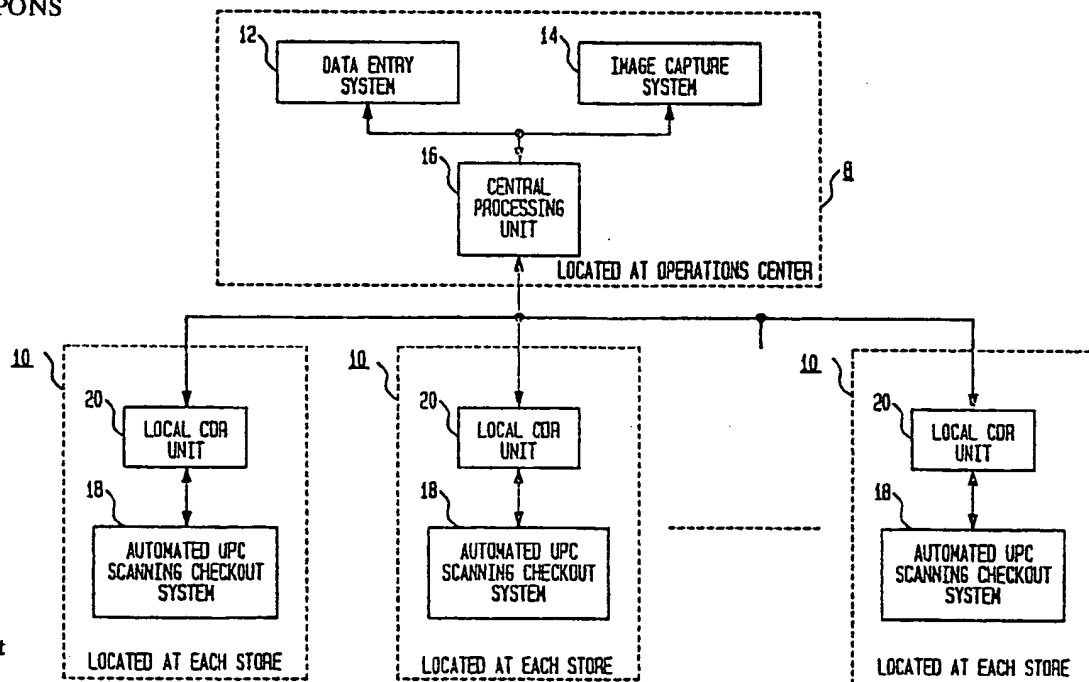 PONS
12
DATA ENTRY
SYSTEM
14
IMAGE CAPTURE
SYSTEM
16
CENTRAL
PROCESSING
UNIT
8
LOCATED AT OPERATIONS CENTER
10
20
LOCAL CDR
UNIT
18
AUTOMATED UPC
SCANNING CHECKOUT
SYSTEM
LOCATED AT EACH STORE
10
20
LOCAL CDR
UNIT
18
AUTOMATED UPC
SCANNING CHECKOUT
SYSTEM
LOCATED AT EACH STORE
10
20
LOCAL CDR
UNIT
18
AUTOMATED UPC
SCANNING CHECKOUT
SYSTEM
LOCATED AT EACH STORE
t